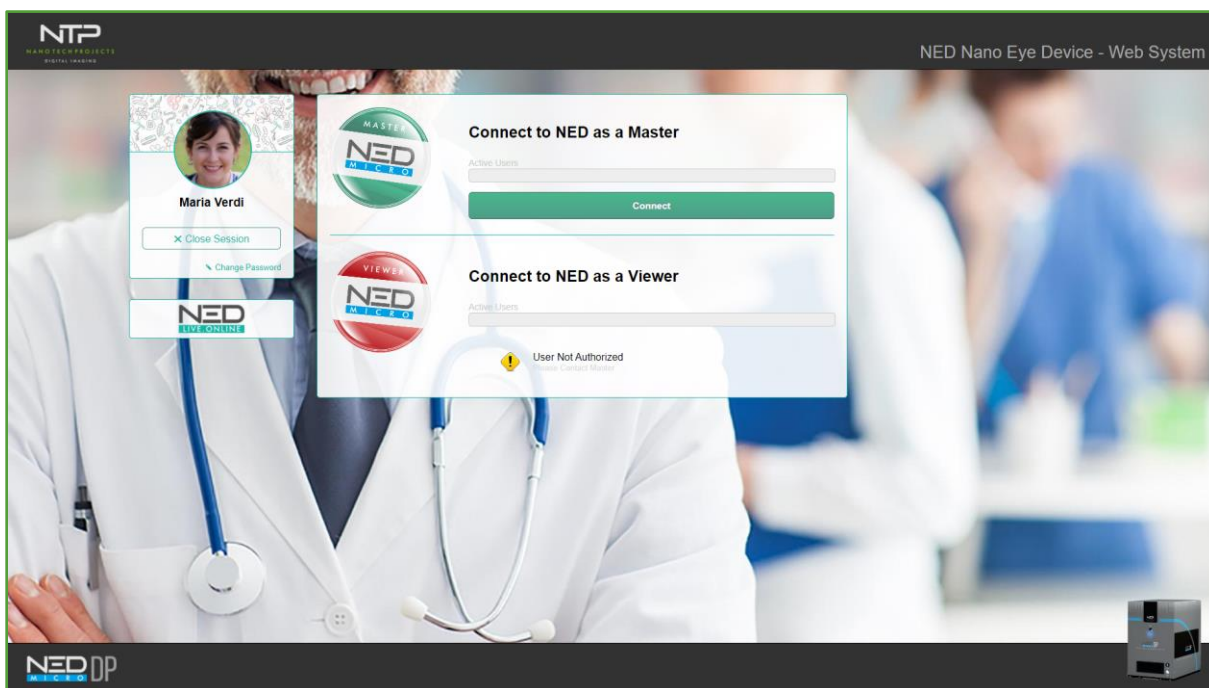 NTP
NANOTECHPROJECTS
DIGITAL IMAGING
NED Nano Eye Device - Web System
Maria Verdi
× Close Session
Change Password
NED
LIVE.ONLINE
MASTER
NED
MICRO
Connect to NED as a Master
Active Users
Connect
VIEWER
NED
MICRO
Connect to NED as a Viewer
Active Users
User Not Authorized
Please Contact Master
NED DP
MICRO